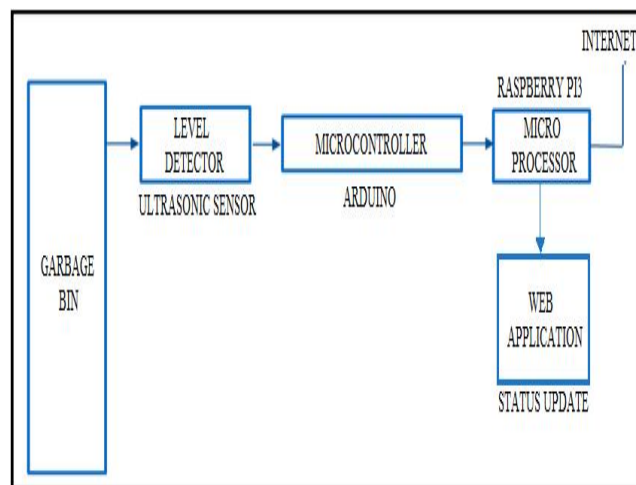 INTERNET
RASPBERRY PI3
LEVEL
DETECTOR
MICROCONTROLLER
MICRO
PROCESSOR
ULTRASONIC SENSOR
ARDUINO
GARBAGE
BIN
WEB
APPLICATION
STATUS UPDATE